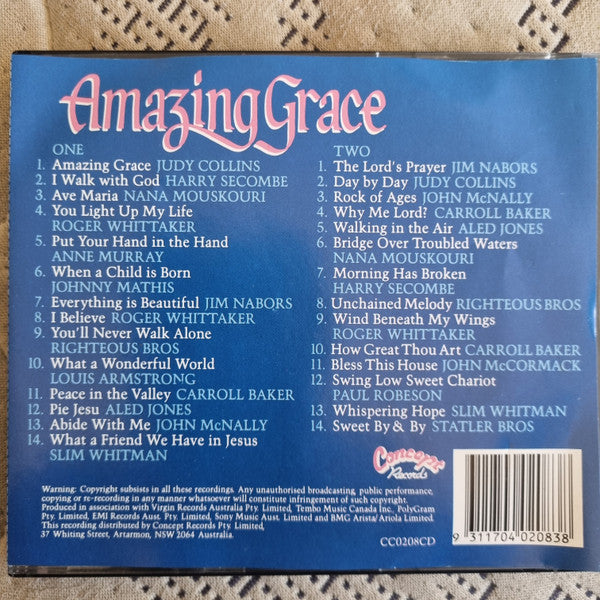 Amazing Grace
ONE
1. Amazing Grace JUDY COLLINS
2. I Walk with God HARRY SECOMBE
3. Ave Maria NANA MOUSKOURI
4. You Light Up My Life
ROGER WHITTAKER
5. Put Your Hand in the Hand
ANNE MURRAY
6. When a Child is Born
JOHNNY MATHIS
7. Everything is Beautiful JIM NABORS
8. I Believe ROGER WHITTAKER
9. You'll Never Walk Alone
RIGHTEOUS BROS
10. What a Wonderful World
LOUIS ARMSTRONG
11. Peace in the Valley CARROLL BAKER
12. Pie Jesu ALED JONES
13. Abide With Me JOHN McNALLY
14. What a Friend We Have in Jesus
SLIM WHITMAN
TWO
1. The Lord's Prayer JIM NABORS
2. Day by Day JUDY COLLINS
3. Rock of Ages JOHN McNALLY
4. Why Me Lord? CARROLL BAKER
5. Walking in the Air ALED JONES
6. Bridge Over Troubled Waters
NANA MOUSKOURI
7. Morning Has Broken
HARRY SECOMBE
8. Unchained Melody RIGHTEOUS BROS
9. Wind Beneath My Wings
ROGER WHITTAKER
10. How Great Thou Art CARROLL BAKER
11. Bless This House JOHN McCORMACK
12. Swing Low Sweet Chariot
PAUL ROBESON
13. Whispering Hope SLIM WHITMAN
14. Sweet By & By STATLER BROS
Concept
Records
Warning: Copyright subsists in all these recordings. Any unauthorised broadcasting, public performance,
copying or re-recording in any manner whatsoever will constitute infringement of such copyright.
Produced in association with Virgin Records Australia Pty. Limited, Tembo Music Canada Inc., PolyGram
Pty. Limited, EMI Records Aust. Pty. Limited, Sony Music Aust. Limited and BMG Arista/Ariola Limited.
This recording distributed by Concept Records Pty. Limited,
37 Whiting Street, Artarmon, NSW 2064 Australia.
CC0208CD
9 311704 020838